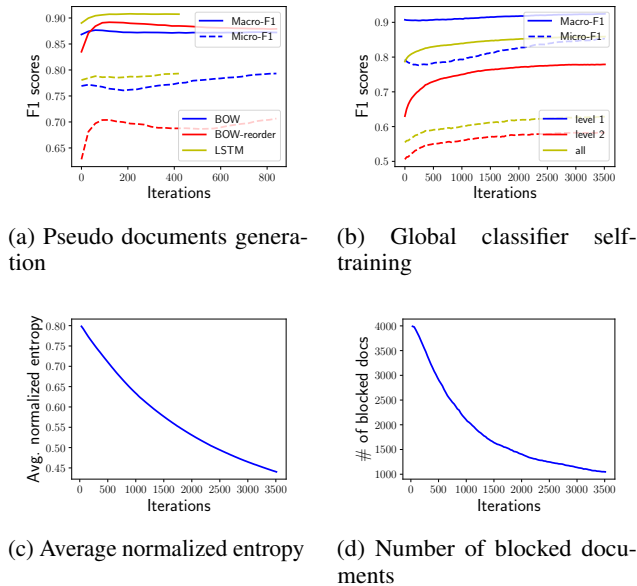 F1 scores
0.90
0.85
0.80
0.75
0.70
0.65
Macro-F1
Micro-F1
BOW
BOW-reorder
LSTM
0 200 400 600 800
Iterations
(a) Pseudo documents genera-
tion
F1 scores
0.9
0.8
0.7
0.6
0.5
Macro-F1
Micro-F1
level 1
level 2
all
0 500 1000 1500 2000 2500 3000 3500
Iterations
(b) Global classifier self-
training
Avg. normalized entropy
0.80
0.75
0.70
0.65
0.60
0.55
0.50
0.45
0 500 1000 1500 2000 2500 3000 3500
Iterations
(c) Average normalized entropy
# of blocked docs
4000
3500
3000
2500
2000
1500
1000
0 500 1000 1500 2000 2500 3000 3500
Iterations
(d) Number of blocked docu-
ments